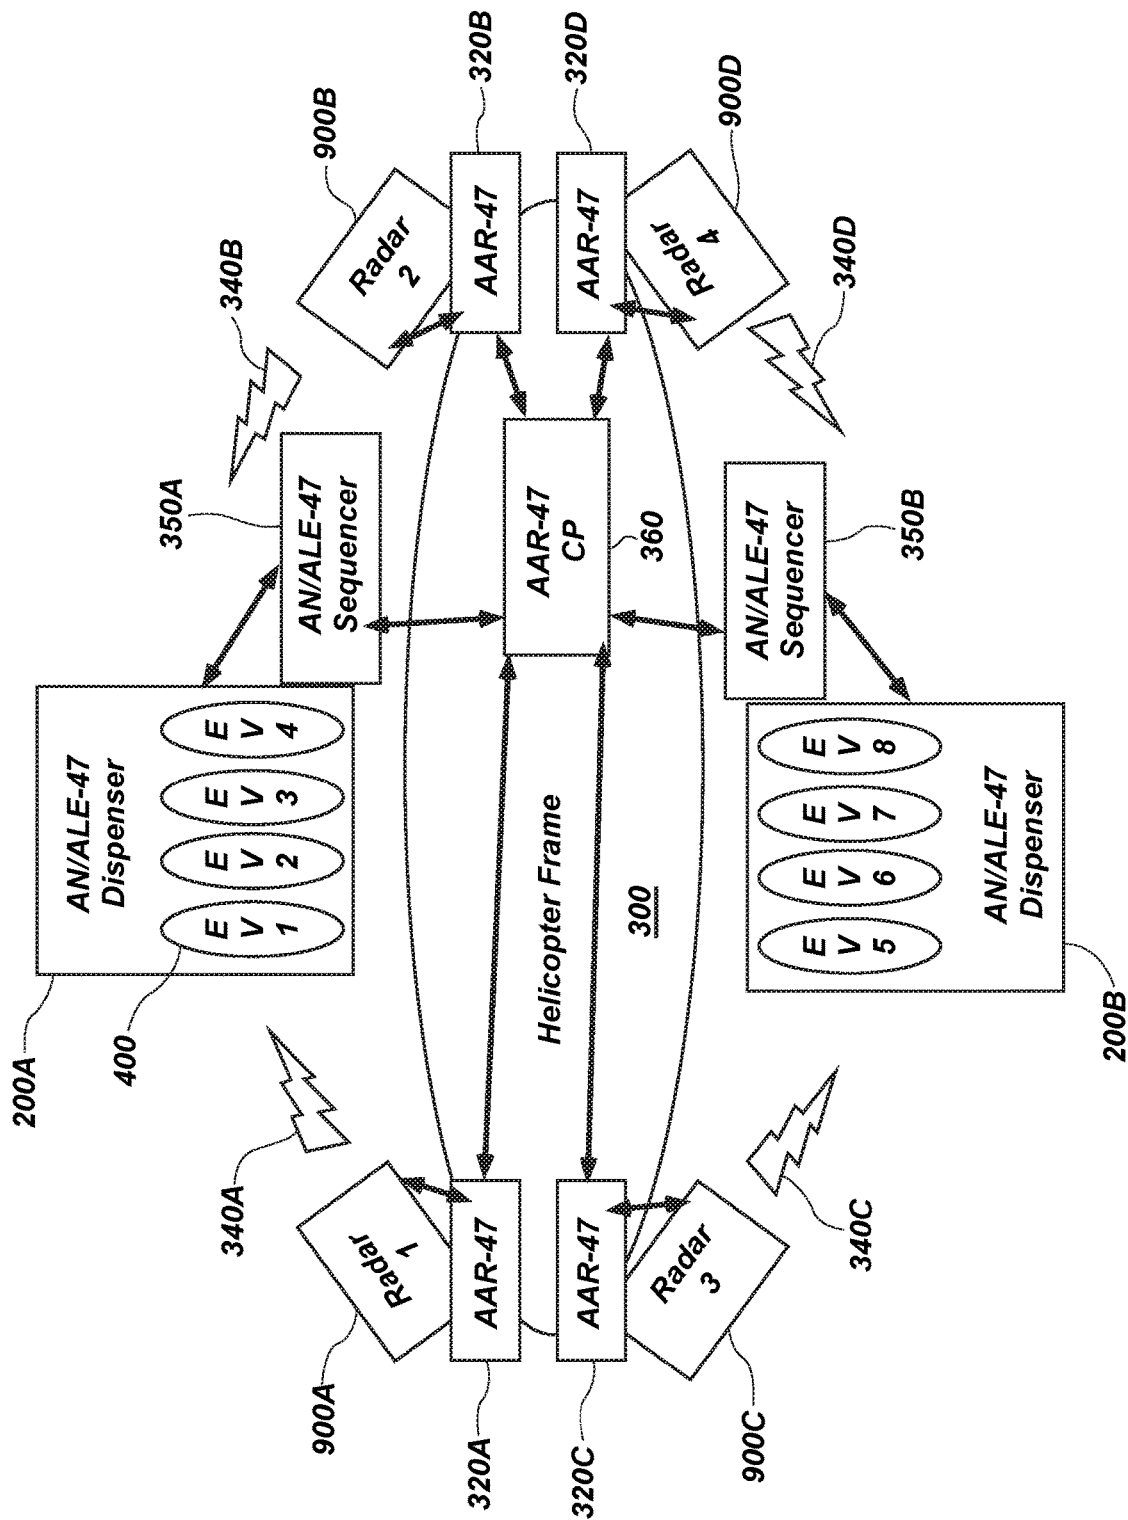 200A
AN/ALE-47
Dispenser
400
350A
340A
340B
E
V
1
E
V
2
E
V
3
E
V
4
AN/ALE-47
Sequencer
900A
900B
Radar
1
Radar
2
320A
AAR-47
AAR-47
320B
AAR-47
CP
Helicopter Frame
320C
AAR-47
AAR-47
320D
300
360
Radar
3
Radar
4
900C
900D
AN/ALE-47
Sequencer
E
V
5
E
V
6
E
V
7
E
V
8
340C
350B
340D
AN/ALE-47
Dispenser
200B